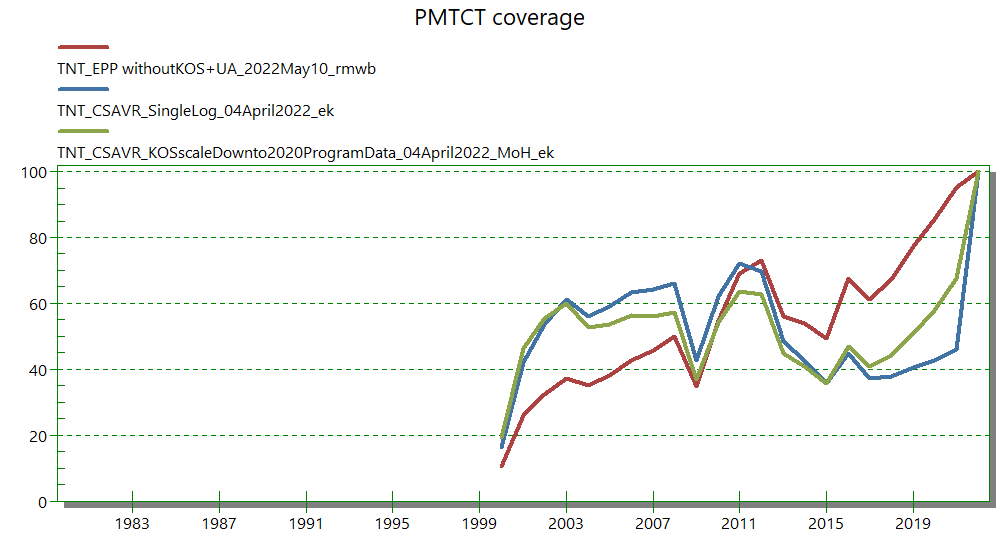 PMTCT coverage
TNT_EPP withoutKOS+UA_2022May10_rmwb
TNT_CSAVR_SingleLog_04April2022_ek
TNT_CSAVR_KOSscaleDownto2020ProgramData_04April2022_MoH_ek
100
80
60
40
20
0
1983 1987 1991 1995 1999 2003 2007 2011 2015 2019